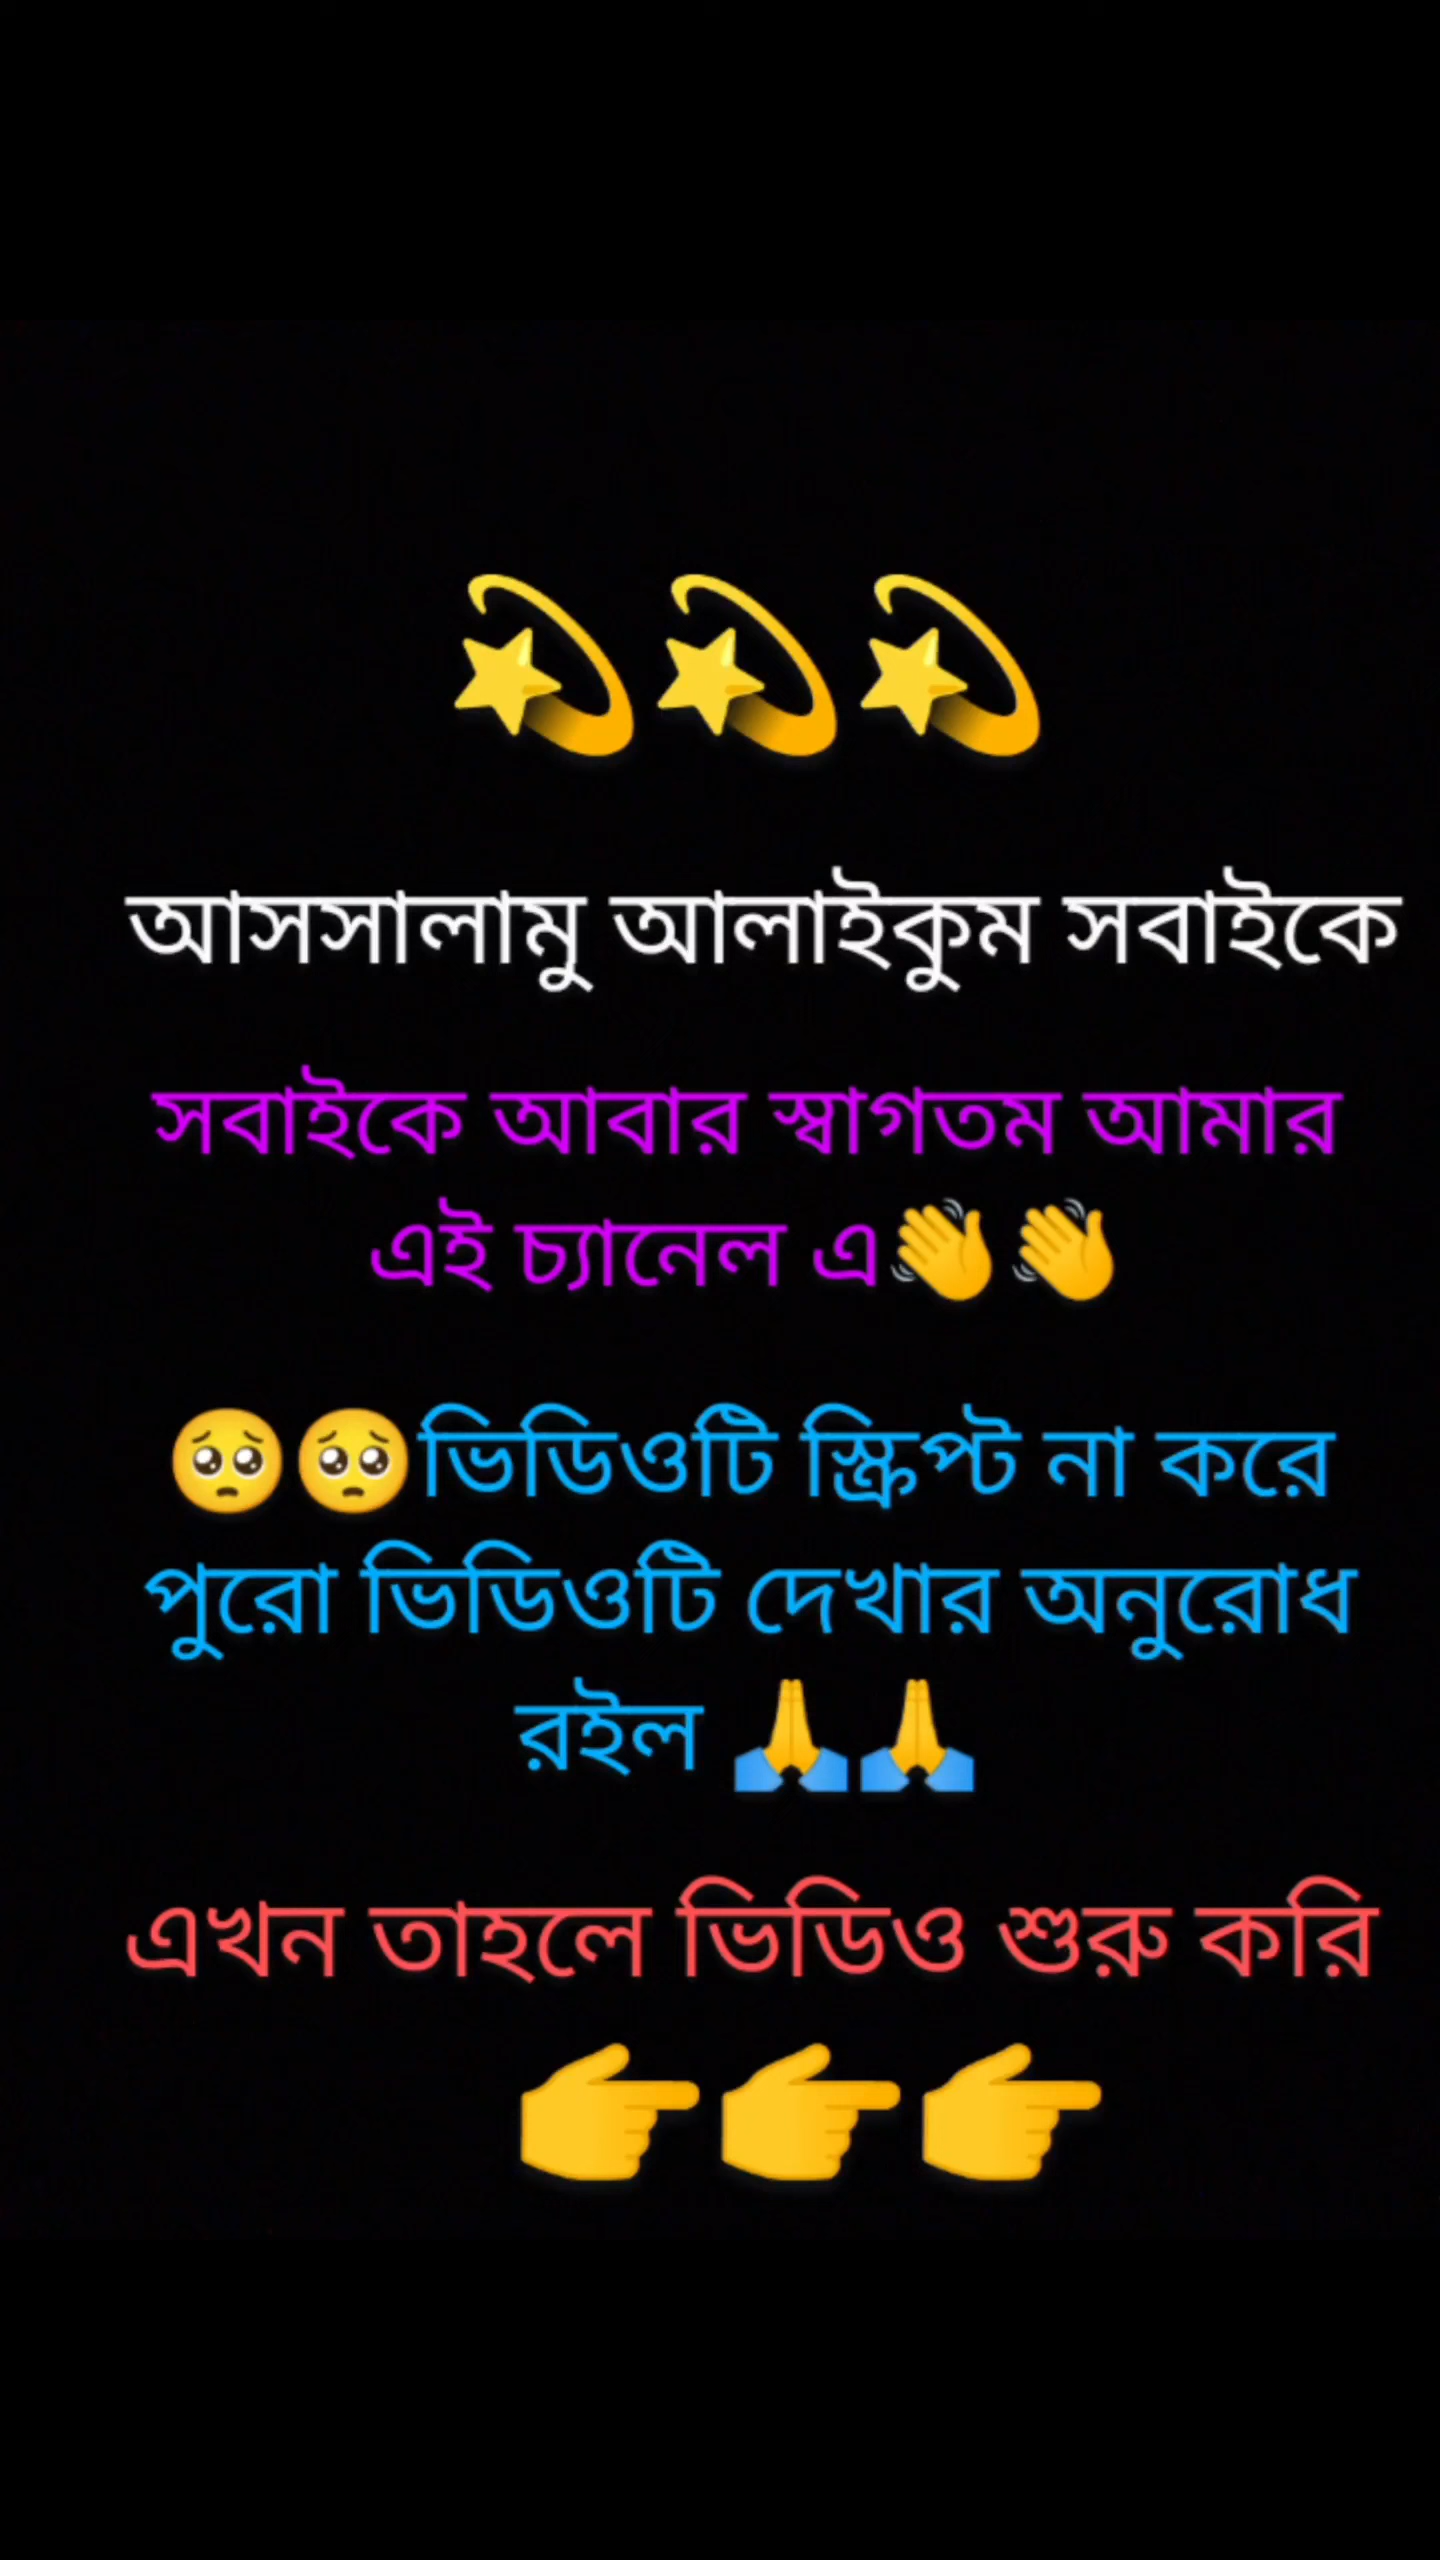 💫💫💫
আসসালামু আলাইকুম সবাইকে
সবাইকে আবার স্বাগতম আমার
এই চ্যানেল এ👋👋
🥺🥺ভিডিওটি স্ক্রিপ্ট না করে
পুরো ভিডিওটি দেখার অনুরোধ
রইল 🙏🙏
এখন তাহলে ভিডিও শুরু করি
👉👉👉